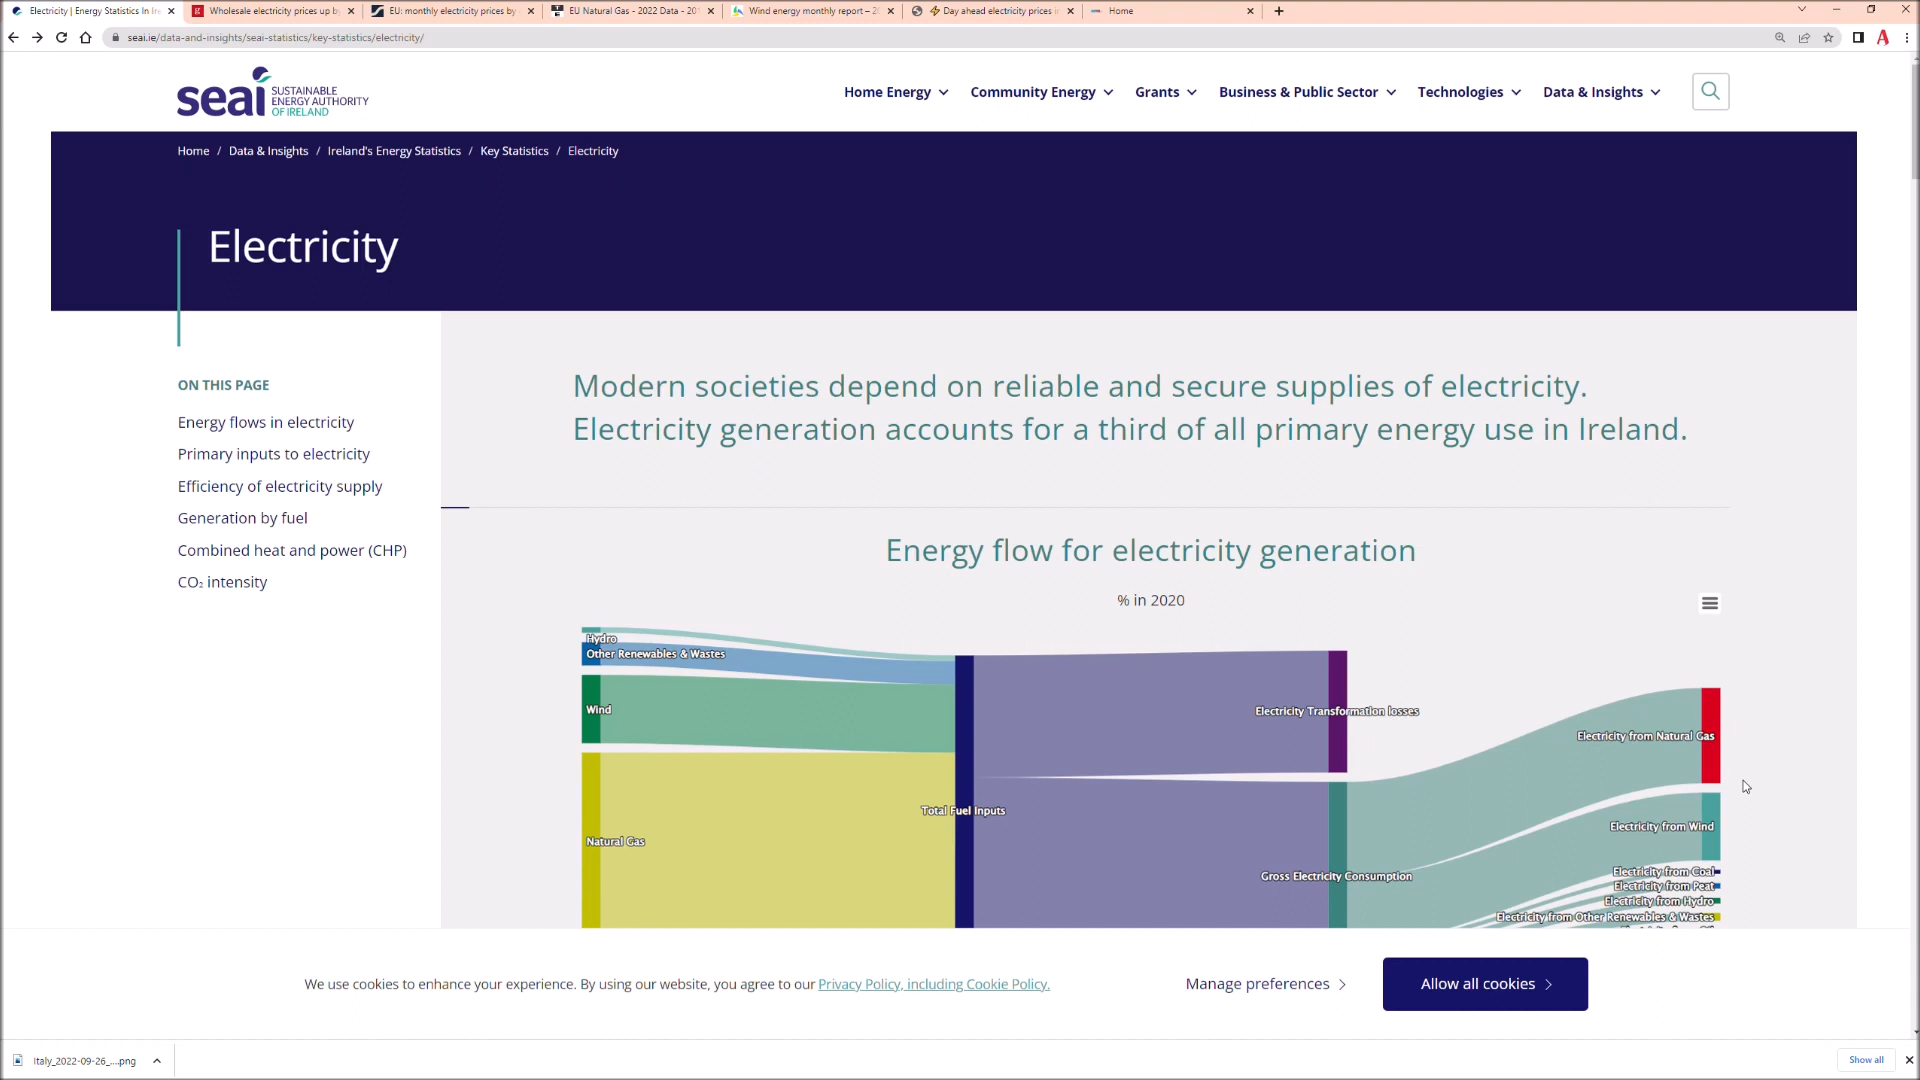 Electricity | Energy Statistics In Ire
Wholesale electricity prices up b
EU: monthly electricity prices by
EU Natural Gas - 2022 Data - 20
Wind energy monthly report – 2
Day ahead electricity prices i
Home
seai.ie/data-and-insights/seai-statistics/key-statistics/electricity/
seai SUSTAINABLE
ENERGY AUTHORITY
OF IRELAND
Home Energy
Community Energy
Grants
Business & Public Sector
Technologies
Data & Insights
Home / Data & Insights / Ireland's Energy Statistics / Key Statistics / Electricity
Electricity
ON THIS PAGE
Energy flows in electricity
Primary inputs to electricity
Efficiency of electricity supply
Generation by fuel
Combined heat and power (CHP)
CO₂ intensity
Modern societies depend on reliable and secure supplies of electricity.
Electricity generation accounts for a third of all primary energy use in Ireland.
Energy flow for electricity generation
% in 2020
Hydro
Other Renewables & Wastes
Wind
Natural Gas
Total Fuel Inputs
Electricity Transformation losses
Gross Electricity Consumption
Electricity from Natural Gas
Electricity from Wind
Electricity from Coal
Electricity from Peat
Electricity from Hydro
Electricity from Other Renewables & Wastes
We use cookies to enhance your experience. By using our website, you agree to our Privacy Policy, including Cookie Policy.
Manage preferences
Allow all cookies
Italy_2022-09-26_....png
Show all